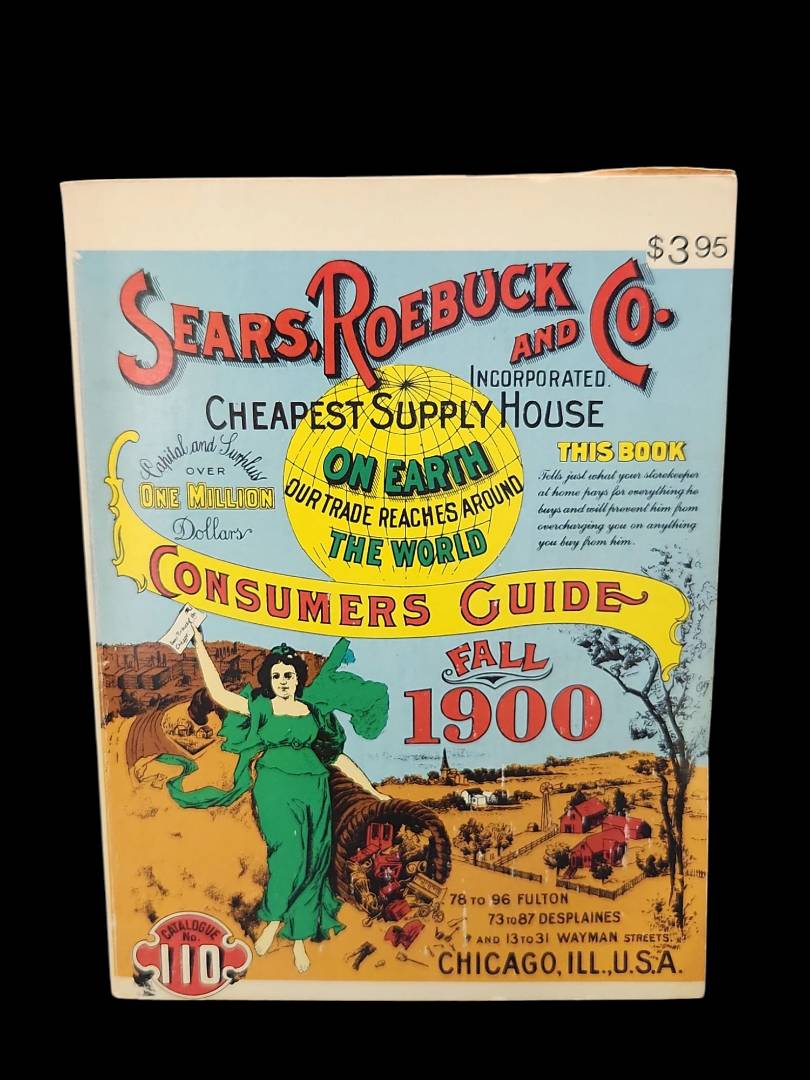 $3.95
SEARS, ROEBUCK AND CO.
INCORPORATED.
CHEAPEST SUPPLY HOUSE
ON EARTH
OUR TRADE REACHES AROUND
THE WORLD
Capital and Surplus
OVER
ONE MILLION
Dollars
THIS BOOK
Tells just what your storekeeper
at home pays for everything he
buys and will prevent him from
overcharging you on anything
you buy from him.
CONSUMERS GUIDE
FALL
1900
78 TO 96 FULTON
73 TO 87 DESPLAINES
AND 13 TO 31 WAYMAN STREETS.
CHICAGO, ILL., U.S.A.
CATALOGUE
No.
110